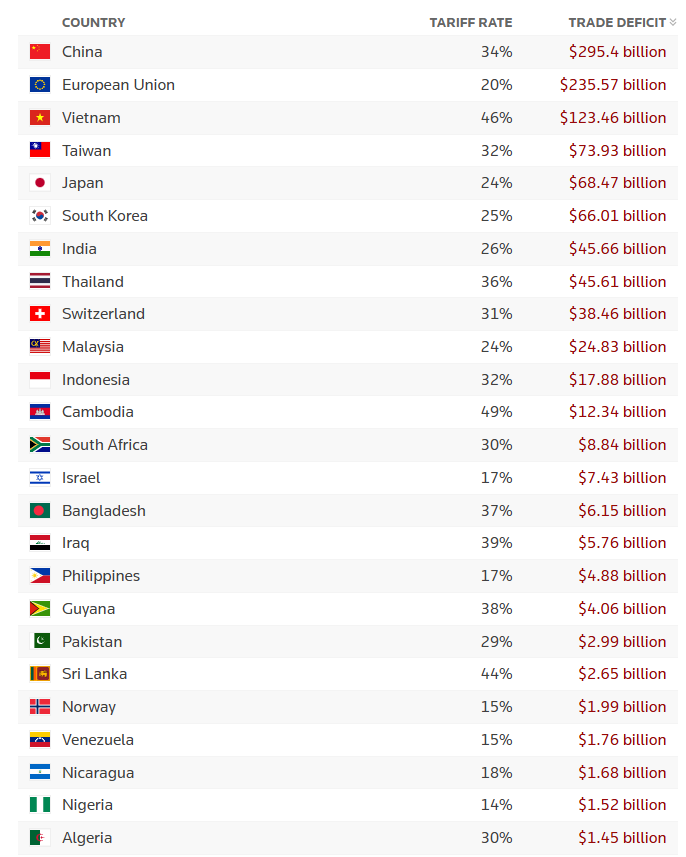 COUNTRY TARIFF RATE TRADE DEFICIT
China 34% $295.4 billion
European Union 20% $235.57 billion
Vietnam 46% $123.46 billion
Taiwan 32% $73.93 billion
Japan 24% $68.47 billion
South Korea 25% $66.01 billion
India 26% $45.66 billion
Thailand 36% $45.61 billion
Switzerland 31% $38.46 billion
Malaysia 24% $24.83 billion
Indonesia 32% $17.88 billion
Cambodia 49% $12.34 billion
South Africa 30% $8.84 billion
Israel 17% $7.43 billion
Bangladesh 37% $6.15 billion
Iraq 39% $5.76 billion
Philippines 17% $4.88 billion
Guyana 38% $4.06 billion
Pakistan 29% $2.99 billion
Sri Lanka 44% $2.65 billion
Norway 15% $1.99 billion
Venezuela 15% $1.76 billion
Nicaragua 18% $1.68 billion
Nigeria 14% $1.52 billion
Algeria 30% $1.45 billion